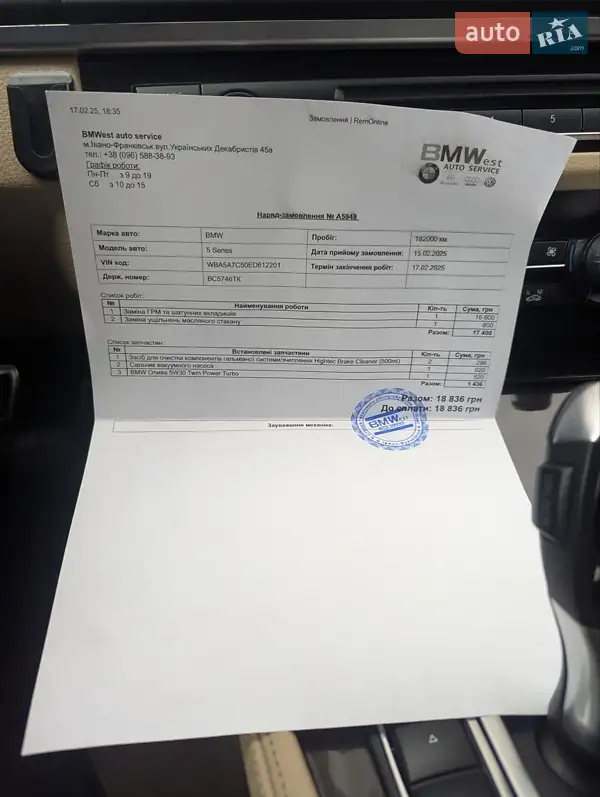 auto RIA .com
17.02.25, 18:35
Замовлення | RemOnline
BMWest auto service
м.Івано-Франковськ вул.Українських Декабристів 45а
тел.: +38 (096) 588-38-93
Графік роботи:
Пн-Пт з 9 до 19
Сб з 10 до 15
BMWest
AUTO SERVICE
5
Наряд-замовлення № A5949
Марка авто: BMW Пробіг: 182000 км.
Модель авто: 5 Series Дата прийому замовлення: 15.02.2025
VIN код: WBA5A7C50ED612201 Термін закінчення робіт: 17.02.2025
Держ. номер: BC5746TK
Список робіт:
№ Найменування роботи Кіл-ть Сума, грн
1 Заміна ГРМ та шатунних вкладишів 1 16 600
2 Заміна ущільнень масляного стакану 1 800
Разом: 17 400
Список запчастин:
№ Встановлені запчастини Кіл-ть Сума, грн
1 Засіб для очистки компонентів гальмівної системи/зчеплення Hightec Brake Cleaner (500ml) 2 296
2 Сальник вакуумного насоса 1 620
3 BMW Олива 5W30 Twin Power Turbo 1 520
Разом: 1 436
Разом: 18 836 грн
До сплати: 18 836 грн
Зауваження механіка:
BMWest